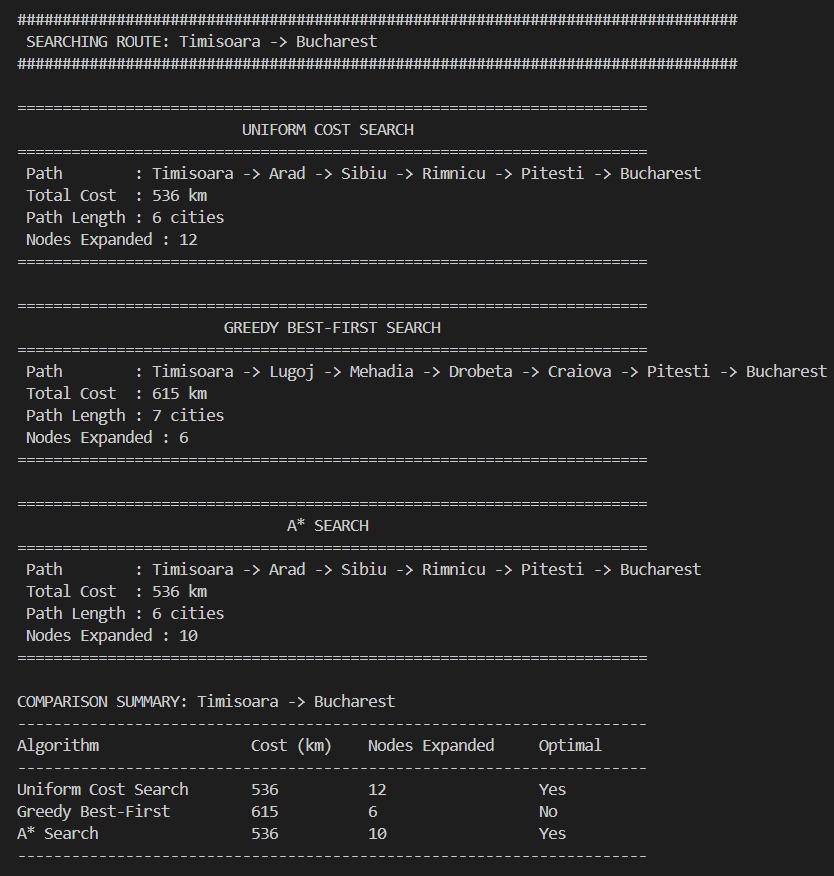 ################################################################################
SEARCHING ROUTE: Timisoara -> Bucharest
################################################################################
======================================================================
UNIFORM COST SEARCH
======================================================================
Path        : Timisoara -> Arad -> Sibiu -> Rimnicu -> Pitesti -> Bucharest
Total Cost  : 536 km
Path Length : 6 cities
Nodes Expanded : 12
======================================================================
======================================================================
GREEDY BEST-FIRST SEARCH
======================================================================
Path        : Timisoara -> Lugoj -> Mehadia -> Drobeta -> Craiova -> Pitesti -> Bucharest
Total Cost  : 615 km
Path Length : 7 cities
Nodes Expanded : 6
======================================================================
======================================================================
A* SEARCH
======================================================================
Path        : Timisoara -> Arad -> Sibiu -> Rimnicu -> Pitesti -> Bucharest
Total Cost  : 536 km
Path Length : 6 cities
Nodes Expanded : 10
======================================================================
COMPARISON SUMMARY: Timisoara -> Bucharest
----------------------------------------------------------------------
Algorithm                 Cost (km)    Nodes Expanded     Optimal
----------------------------------------------------------------------
Uniform Cost Search       536          12                 Yes
Greedy Best-First         615          6                  No
A* Search                 536          10                 Yes
----------------------------------------------------------------------